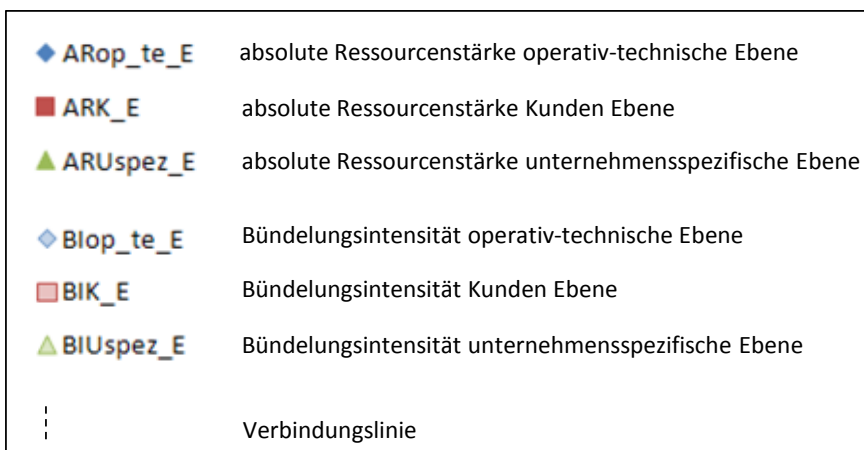 ARop_te_E absolute Ressourcenstärke operativ-technische Ebene
ARK_E absolute Ressourcenstärke Kunden Ebene
ARUspez_E absolute Ressourcenstärke unternehmensspezifische Ebene
BIop_te_E Bündelungsintensität operativ-technische Ebene
BIK_E Bündelungsintensität Kunden Ebene
BIUspez_E Bündelungsintensität unternehmensspezifische Ebene
Verbindungslinie